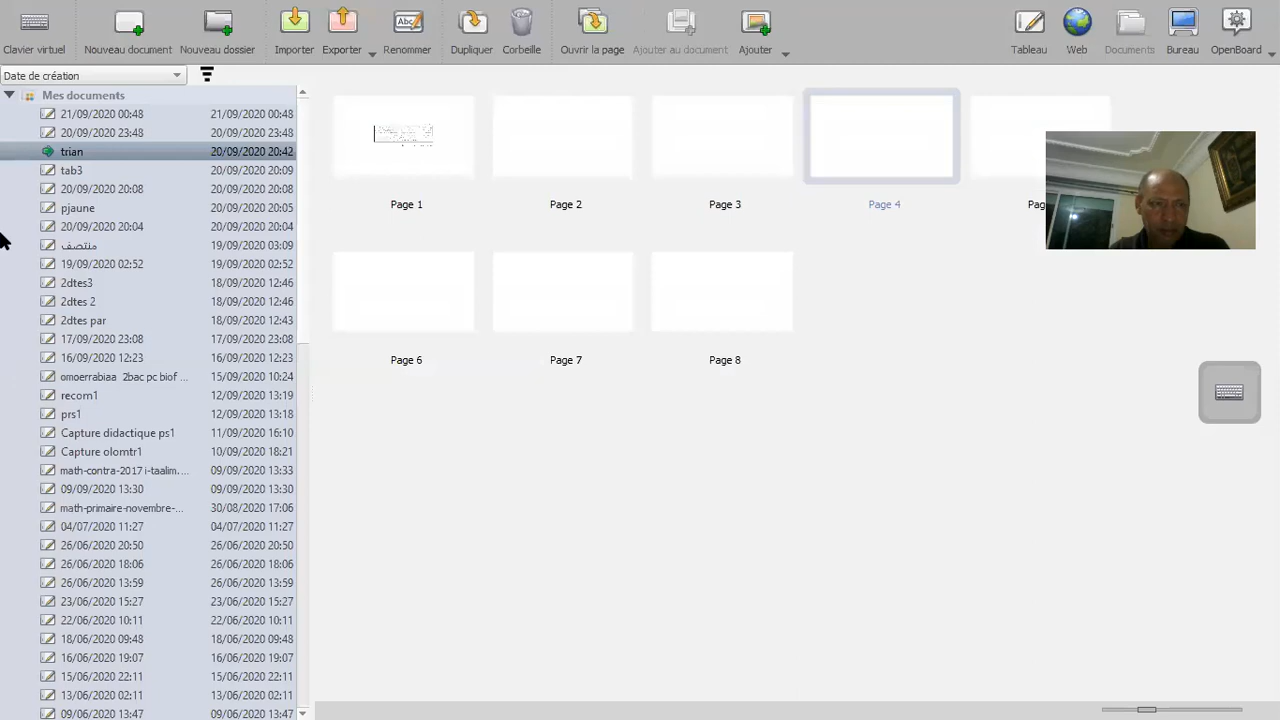 Clavier virtuel Nouveau document Nouveau dossier Importer Exporter Renommer Dupliquer Corbeille Ouvrir la page Ajouter au document Ajouter Tableau Web Documents Bureau OpenBoard
Date de création
Mes documents
21/09/2020 00:48 21/09/2020 00:48
20/09/2020 23:48 20/09/2020 23:48
trian 20/09/2020 20:42
tab3 20/09/2020 20:09
20/09/2020 20:08 20/09/2020 20:08
pjaune 20/09/2020 20:05
20/09/2020 20:04 20/09/2020 20:04
منتصف 19/09/2020 03:09
19/09/2020 02:52 19/09/2020 02:52
2dtes3 18/09/2020 12:46
2dtes 2 18/09/2020 12:46
2dtes par 18/09/2020 12:43
17/09/2020 23:08 17/09/2020 23:08
16/09/2020 12:23 16/09/2020 12:23
omoerrabiaa 2bac pc biof ... 15/09/2020 10:24
recom1 12/09/2020 13:19
prs1 12/09/2020 13:18
Capture didactique ps1 11/09/2020 16:10
Capture olomtr1 10/09/2020 18:21
math-contra-2017 i-taalim.... 09/09/2020 13:33
09/09/2020 13:30 09/09/2020 13:30
math-primaire-novembre-... 30/08/2020 17:06
04/07/2020 11:27 04/07/2020 11:27
26/06/2020 20:50 26/06/2020 20:50
26/06/2020 18:06 26/06/2020 18:06
26/06/2020 13:59 26/06/2020 13:59
23/06/2020 15:27 23/06/2020 15:27
22/06/2020 10:11 22/06/2020 10:11
18/06/2020 09:48 18/06/2020 09:48
16/06/2020 19:07 16/06/2020 19:07
15/06/2020 22:11 15/06/2020 22:11
13/06/2020 02:11 13/06/2020 02:11
09/06/2020 13:47 09/06/2020 13:47
Page 1 Page 2 Page 3 Page 4
Page 6 Page 7 Page 8